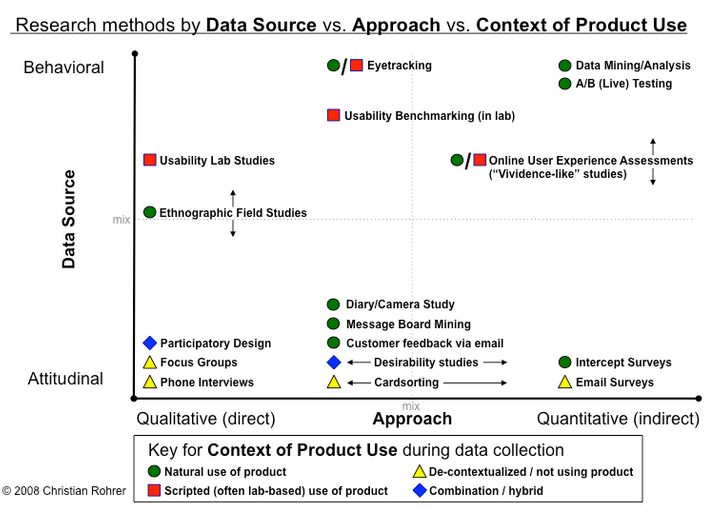 Research methods by Data Source vs. Approach vs. Context of Product Use
Behavioral
/ Eyetracking
Data Mining/Analysis
A/B (Live) Testing
Usability Benchmarking (in lab)
Usability Lab Studies
/ Online User Experience Assessments
("Vividence-like" studies)
Data Source
Ethnographic Field Studies
mix
Diary/Camera Study
Message Board Mining
Participatory Design
Customer feedback via email
Focus Groups
Desirability studies
Intercept Surveys
Attitudinal
Phone Interviews
Cardsorting
Email Surveys
mix
Qualitative (direct)
Approach
Quantitative (indirect)
Key for Context of Product Use during data collection
Natural use of product
De-contextualized / not using product
© 2008 Christian Rohrer
Scripted (often lab-based) use of product
Combination / hybrid